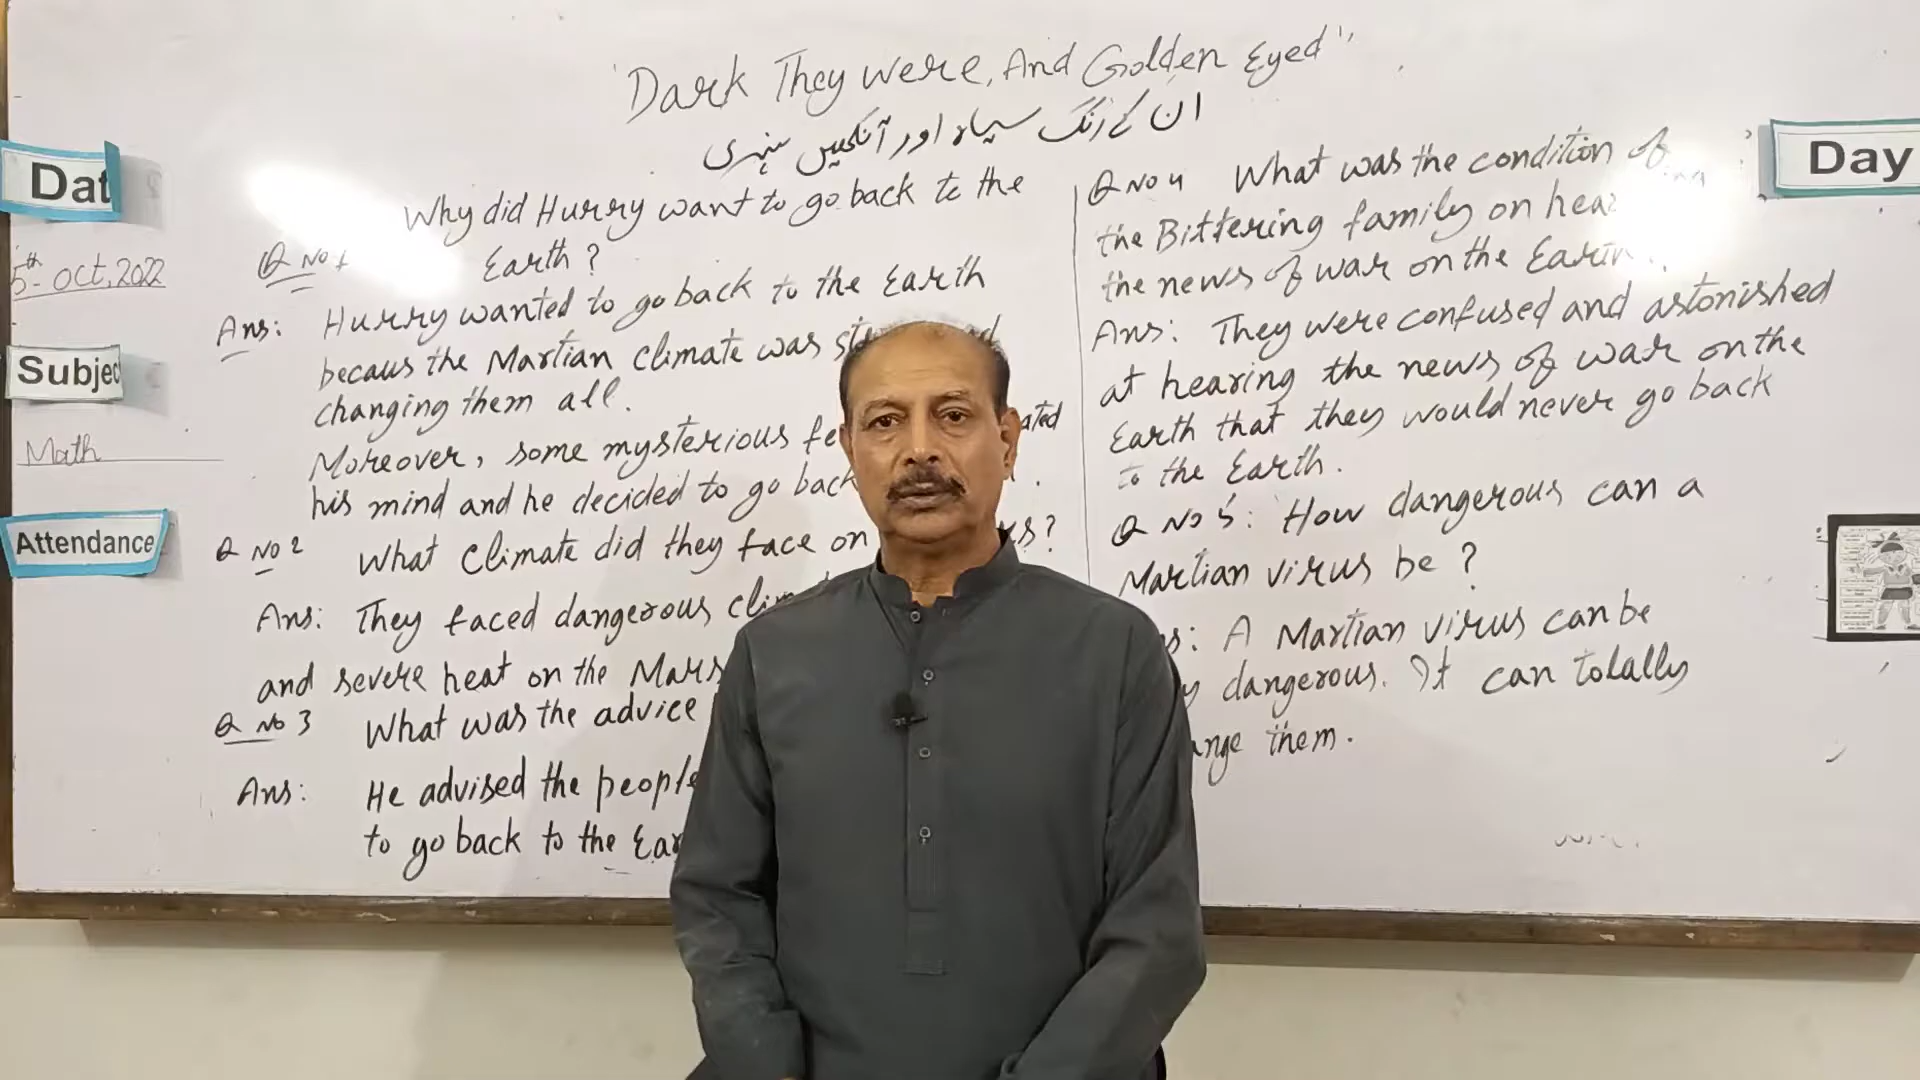 "Dark They Were, And Golden Eyed"
ان کے رنگ سیاہ اور آنکھیں سنہری
Dat
5th Oct, 2022
Subjec
Math
Attendance
Why did Hurry want to go back to the
Q No 1
Earth ?
Ans: Hurry wanted to go back to the Earth
becaus the Martian climate was
changing them all.
Moreover, some mysterious
his mind and he decided to go back
Q No 2 What climate did they face on
Ans: They faced dangerous
and severe heat on the Mars
Q No 3 What was the advice
Ans: He advised the people
to go back to the
Q No 4 What was the condition of
the Bittering family on
the news of war on the
Ans: They were confused and astonished
at hearing the news of war on the
Earth that they would never go back
to the Earth.
Q No 5: How dangerous can a
Martian virus be ?
A Martian virus can be
dangerous. It can totally
them.
Day